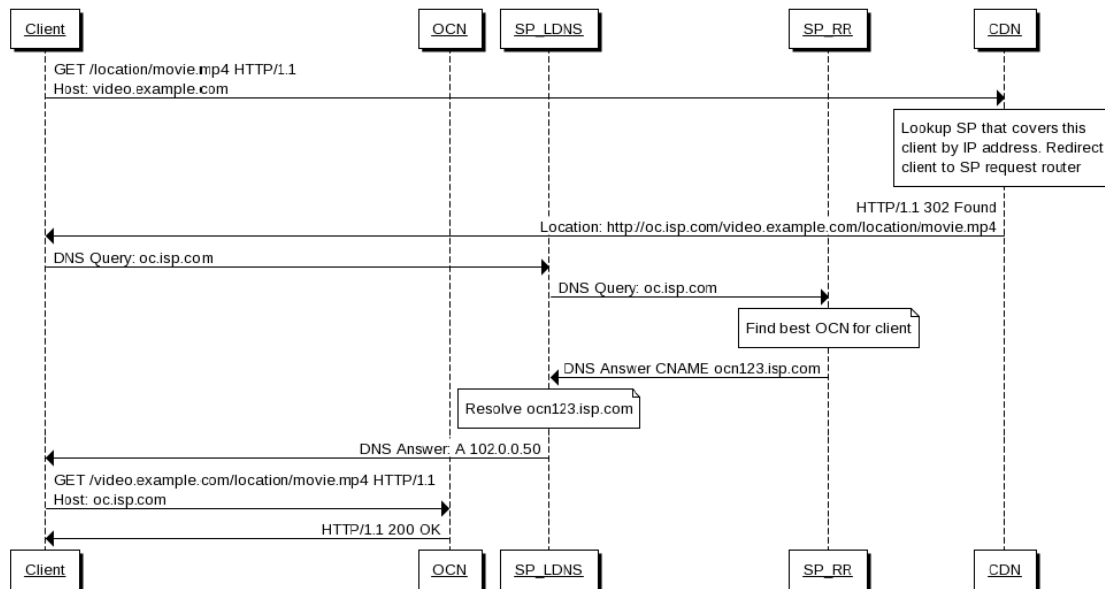 Client
OCN
SP_LDNS
SP_RR
CDN
GET /location/movie.mp4 HTTP/1.1
Host: video.example.com
Lookup SP that covers this
client by IP address. Redirect
client to SP request router
HTTP/1.1 302 Found
Location: http://oc.isp.com/video.example.com/location/movie.mp4
DNS Query: oc.isp.com
DNS Query: oc.isp.com
Find best OCN for client
DNS Answer CNAME ocn123.isp.com
Resolve ocn123.isp.com
DNS Answer: A 102.0.0.50
GET /video.example.com/location/movie.mp4 HTTP/1.1
Host: oc.isp.com
HTTP/1.1 200 OK
Client
OCN
SP_LDNS
SP_RR
CDN